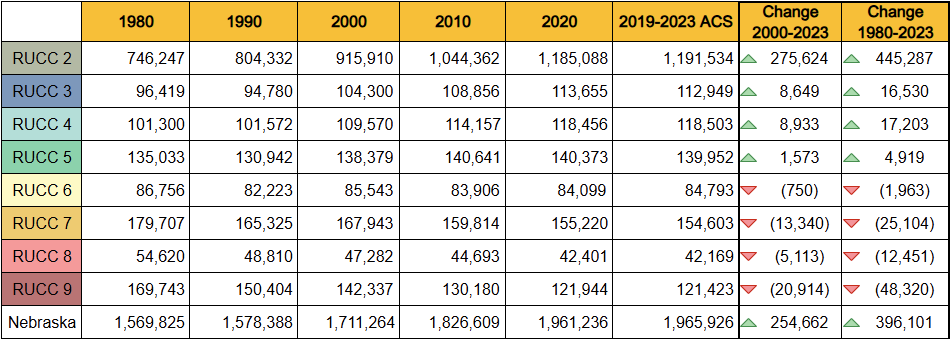 1980 1990 2000 2010 2020 2019-2023 ACS Change 2000-2023 Change 1980-2023
RUCC 2 746,247 804,332 915,910 1,044,362 1,185,088 1,191,534 275,624 445,287
RUCC 3 96,419 94,780 104,300 108,856 113,655 112,949 8,649 16,530
RUCC 4 101,300 101,572 109,570 114,157 118,456 118,503 8,933 17,203
RUCC 5 135,033 130,942 138,379 140,641 140,373 139,952 1,573 4,919
RUCC 6 86,756 82,223 85,543 83,906 84,099 84,793 (750) (1,963)
RUCC 7 179,707 165,325 167,943 159,814 155,220 154,603 (13,340) (25,104)
RUCC 8 54,620 48,810 47,282 44,693 42,401 42,169 (5,113) (12,451)
RUCC 9 169,743 150,404 142,337 130,180 121,944 121,423 (20,914) (48,320)
Nebraska 1,569,825 1,578,388 1,711,264 1,826,609 1,961,236 1,965,926 254,662 396,101